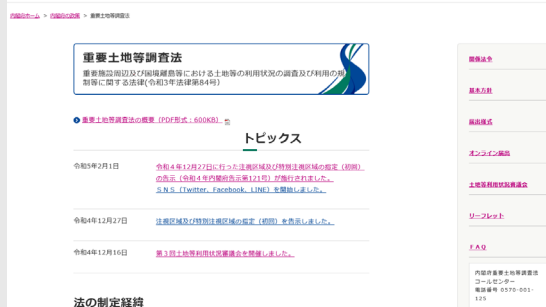 内閣府ホーム > 内閣府の政策 > 重要土地等調査法
重要土地等調査法
重要施設周辺及び国境離島等における土地等の利用状況の調査及び利用の規
制等に関する法律(令和3年法律第84号)
重要土地等調査法の概要（PDF形式：600KB）
トピックス
令和5年2月1日
令和４年12月27日に行った注視区域及び特別注視区域の指定（初回）
の告示（令和４年内閣府告示第121号）が施行されました。
ＳＮＳ（Twitter、Facebook、LINE）を開始しました。
令和4年12月27日
注視区域及び特別注視区域の指定（初回）を告示しました。
令和4年12月16日
第３回土地等利用状況審議会を開催しました。
法の制定経緯
関係法令
基本方針
届出様式
オンライン届出
土地等利用状況審議会
リーフレット
ＦＡＱ
内閣府重要土地等調査法
コールセンター
電話番号 0570-001-
125